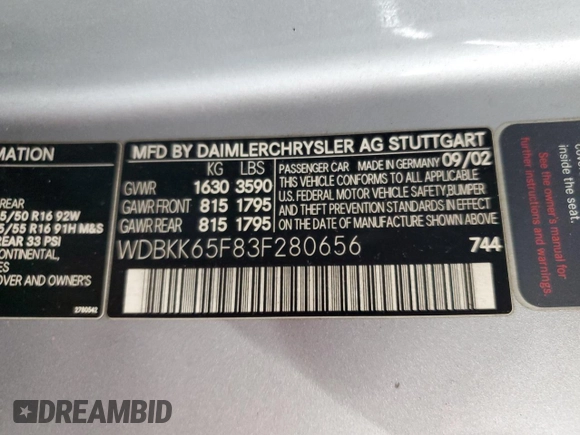 MATION
REAR
5/50 R16 92W
5/55 R16 91H M&S
REAR 33 PSI
CONTINENTAL,
OVER AND OWNER'S
2780542
MFD BY DAIMLERCHRYSLER AG STUTTGART
KG LBS
GVWR 1630 3590
GAWR FRONT 815 1795
GAWR REAR 815 1795
PASSENGER CAR MADE IN GERMANY 09/02
THIS VEHICLE CONFORMS TO ALL APPLICABLE
U.S. FEDERAL MOTOR VEHICLE SAFETY,BUMPER
AND THEFT PREVENTION STANDARDS IN EFFECT
ON THE DATE OF MANUFACTURE SHOWN ABOVE
WDBKK65F83F280656 744
inside the seat.
See the owner's manual for
further instructions and warnings.
DREAMBID